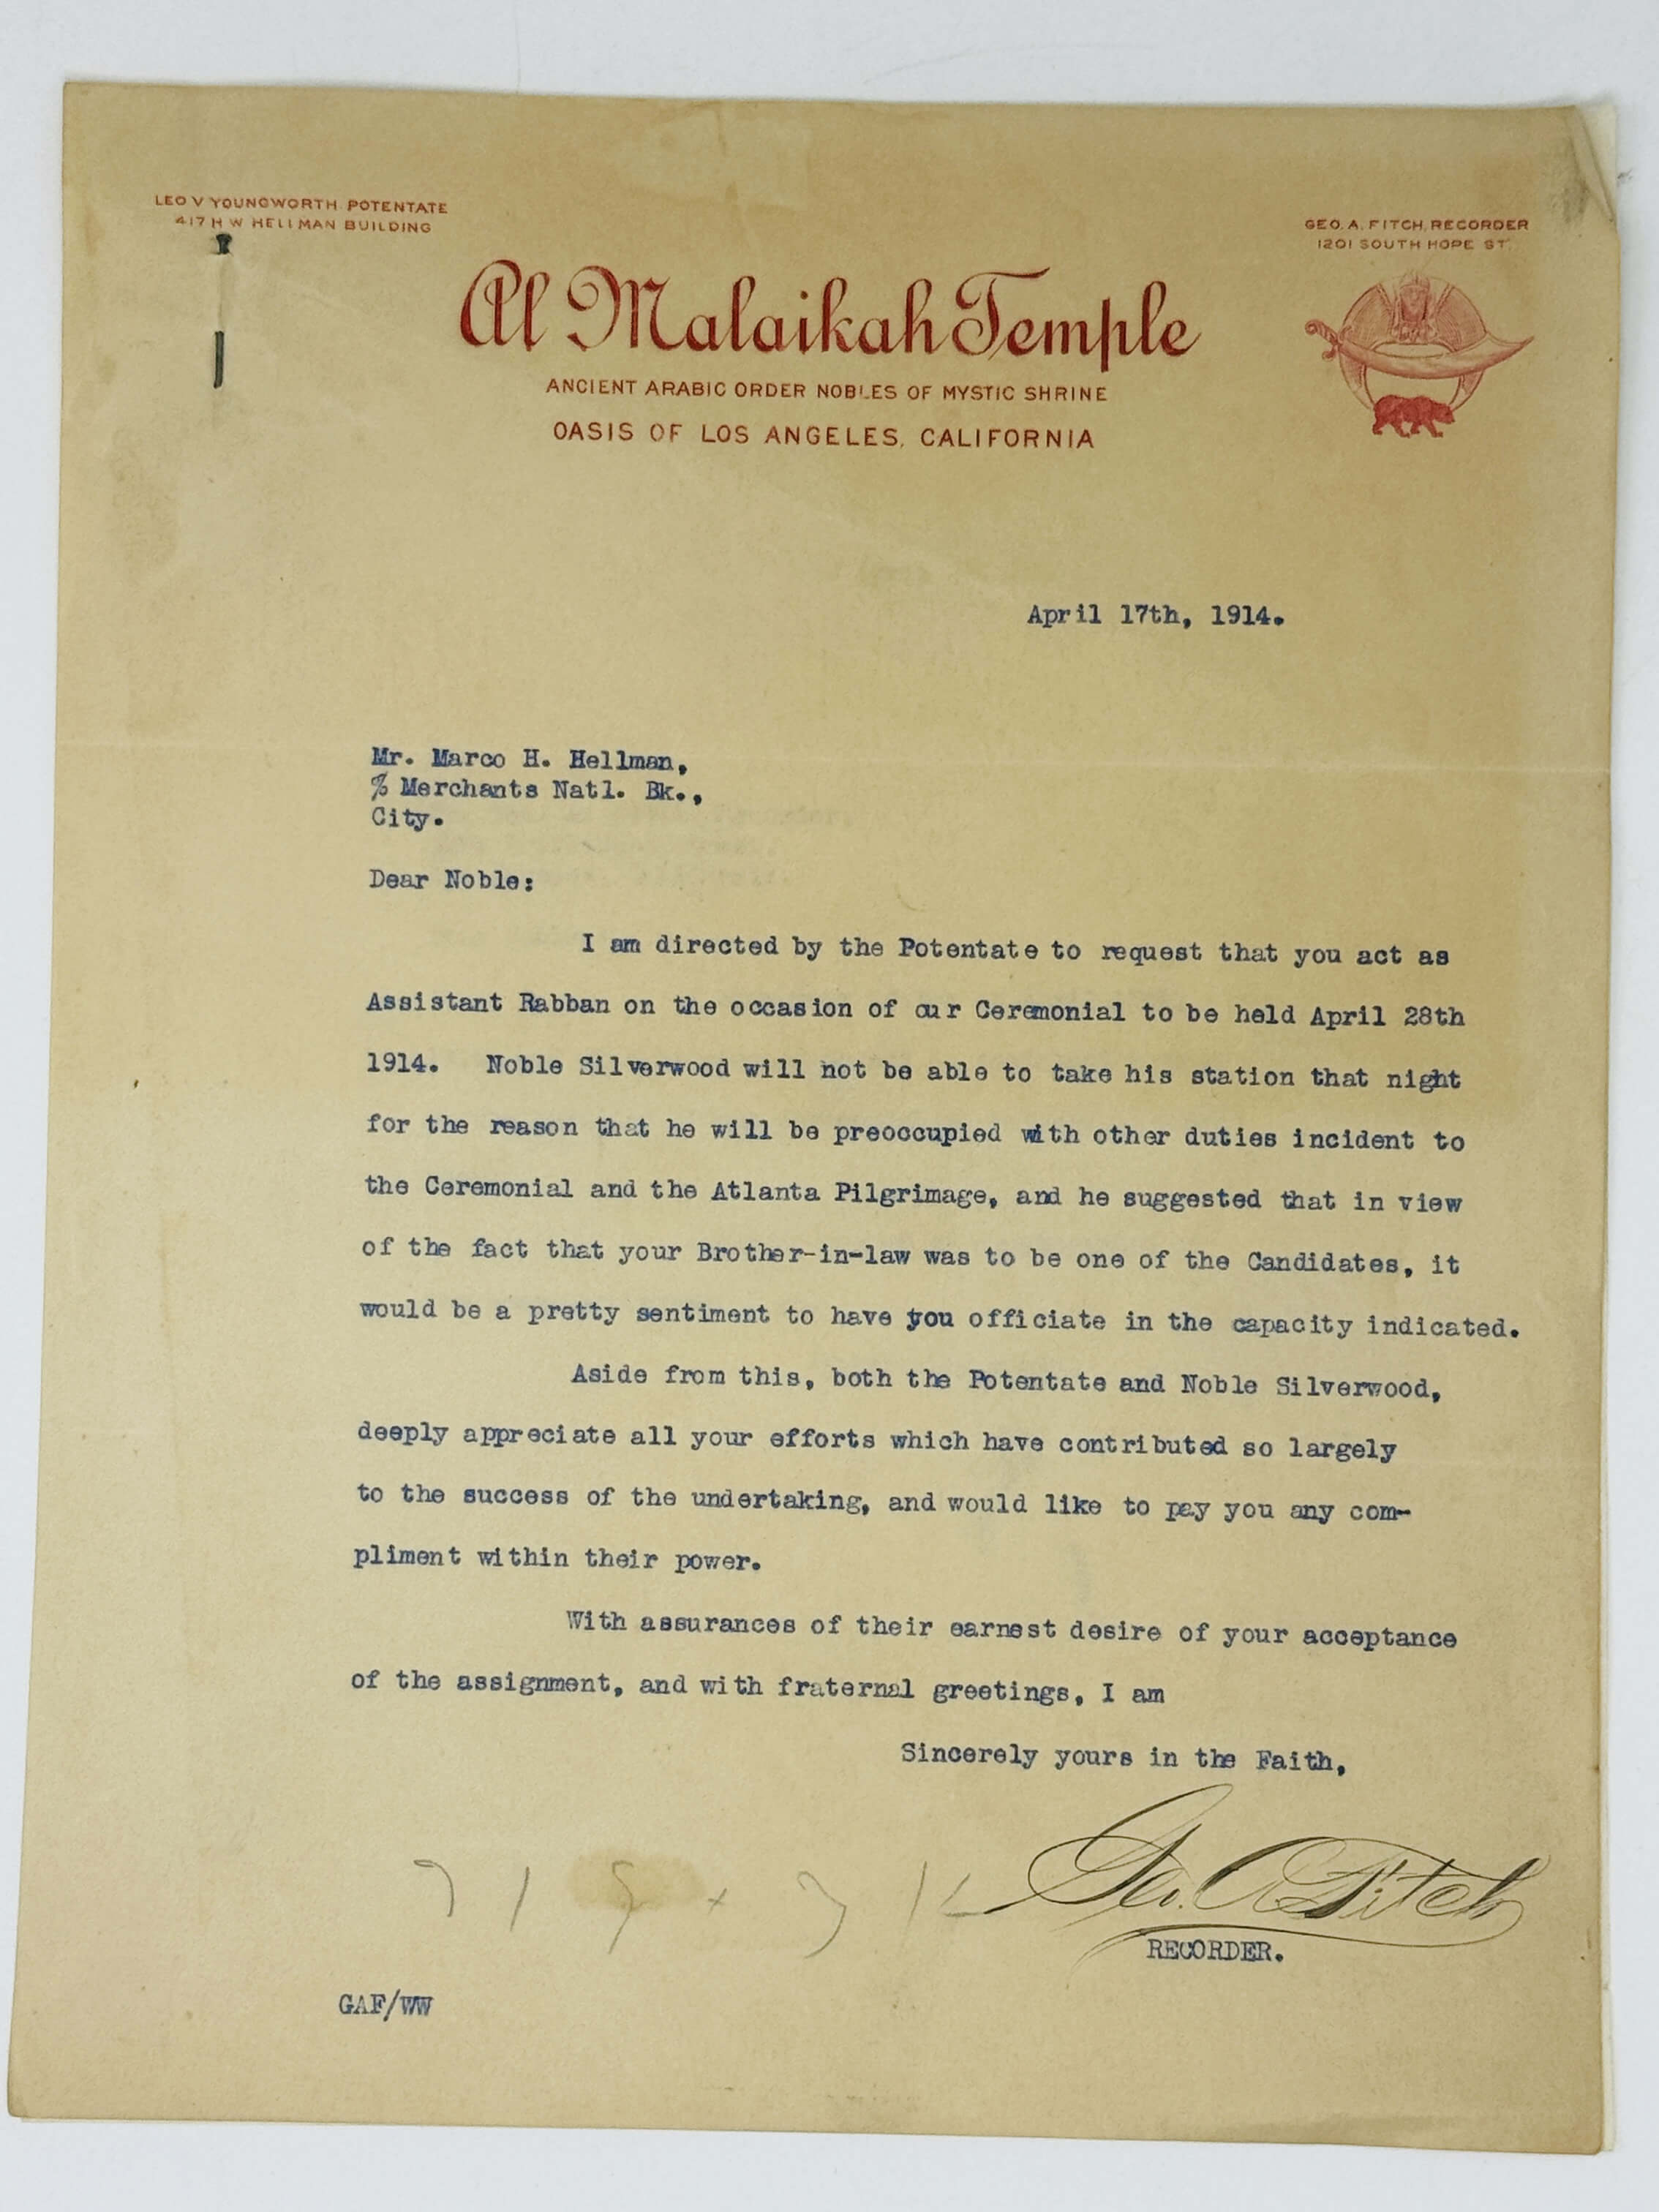 LEO V YOUNGWORTH POTENTATE
417 H W HELLMAN BUILDING
GEO. A. FITCH, RECORDER
1201 SOUTH HOPE ST.
Al Malaikah Temple
ANCIENT ARABIC ORDER NOBLES OF MYSTIC SHRINE
OASIS OF LOS ANGELES, CALIFORNIA
April 17th, 1914.
Mr. Marco H. Hellman,
% Merchants Natl. Bk.,
City.
Dear Noble:
I am directed by the Potentate to request that you act as
Assistant Rabban on the occasion of our Ceremonial to be held April 28th
1914. Noble Silverwood will not be able to take his station that night
for the reason that he will be preoccupied with other duties incident to
the Ceremonial and the Atlanta Pilgrimage, and he suggested that in view
of the fact that your Brother-in-law was to be one of the Candidates, it
would be a pretty sentiment to have you officiate in the capacity indicated.
Aside from this, both the Potentate and Noble Silverwood,
deeply appreciate all your efforts which have contributed so largely
to the success of the undertaking, and would like to pay you any com-
pliment within their power.
With assurances of their earnest desire of your acceptance
of the assignment, and with fraternal greetings, I am
Sincerely yours in the Faith,
Geo. A Fitch
RECORDER.
GAF/WW